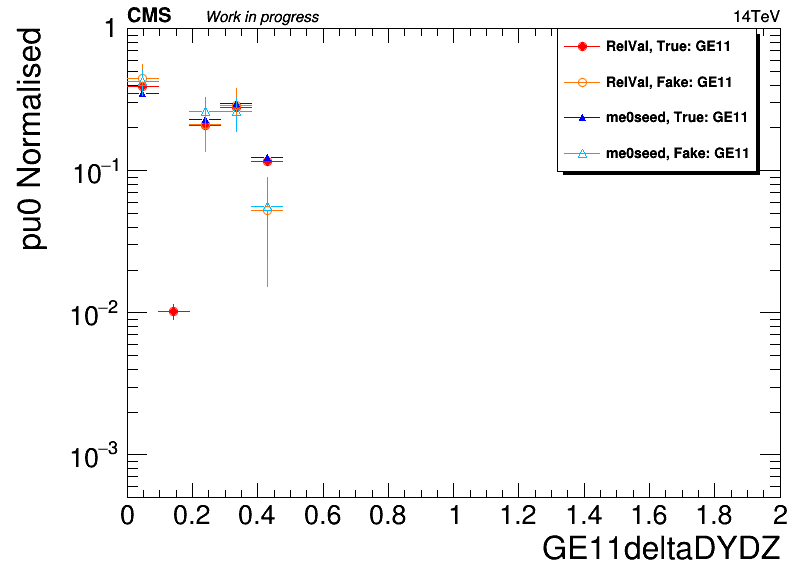 CMS Work in progress 14TeV
pu0 Normalised
1
10⁻¹
10⁻²
10⁻³
RelVal, True: GE11
RelVal, Fake: GE11
me0seed, True: GE11
me0seed, Fake: GE11
0 0.2 0.4 0.6 0.8 1 1.2 1.4 1.6 1.8 2
GE11deltaDYDZ